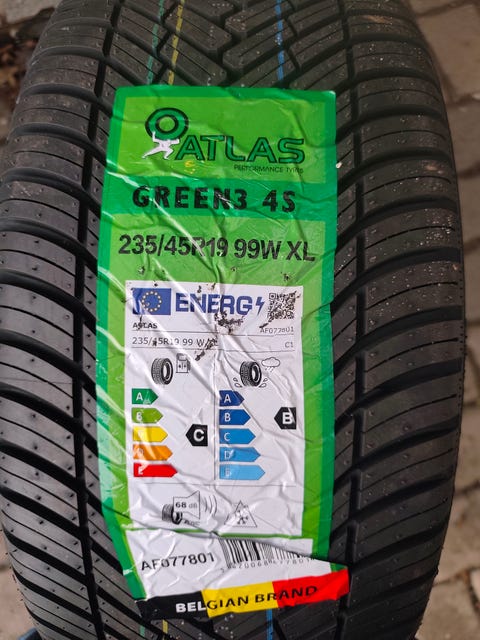 ATLAS
PERFORMANCE TYRES
GREEN3 4S
235/45R19 99W XL
ENERG
ATLAS AF077801
235/45R19 99 W XL C1
A A
B B
C C C B
D D
E E
68 dB
AF077801
BELGIAN BRAND